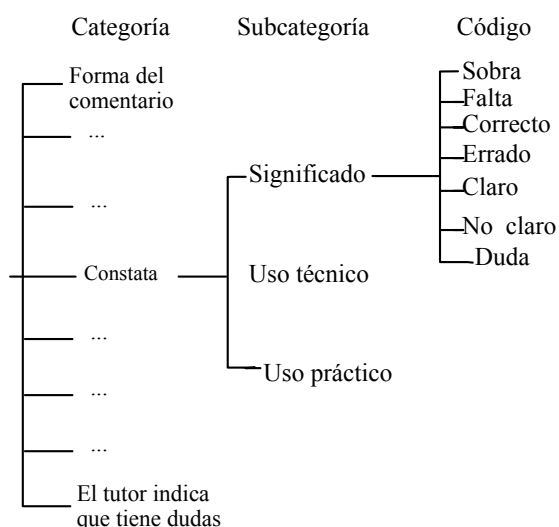 Categoría
Subcategoría
Código
Forma del
comentario
...
...
Constata
...
...
...
El tutor indica
que tiene dudas
Significado
Uso técnico
Uso práctico
Sobra
Falta
Correcto
Errado
Claro
No claro
Duda